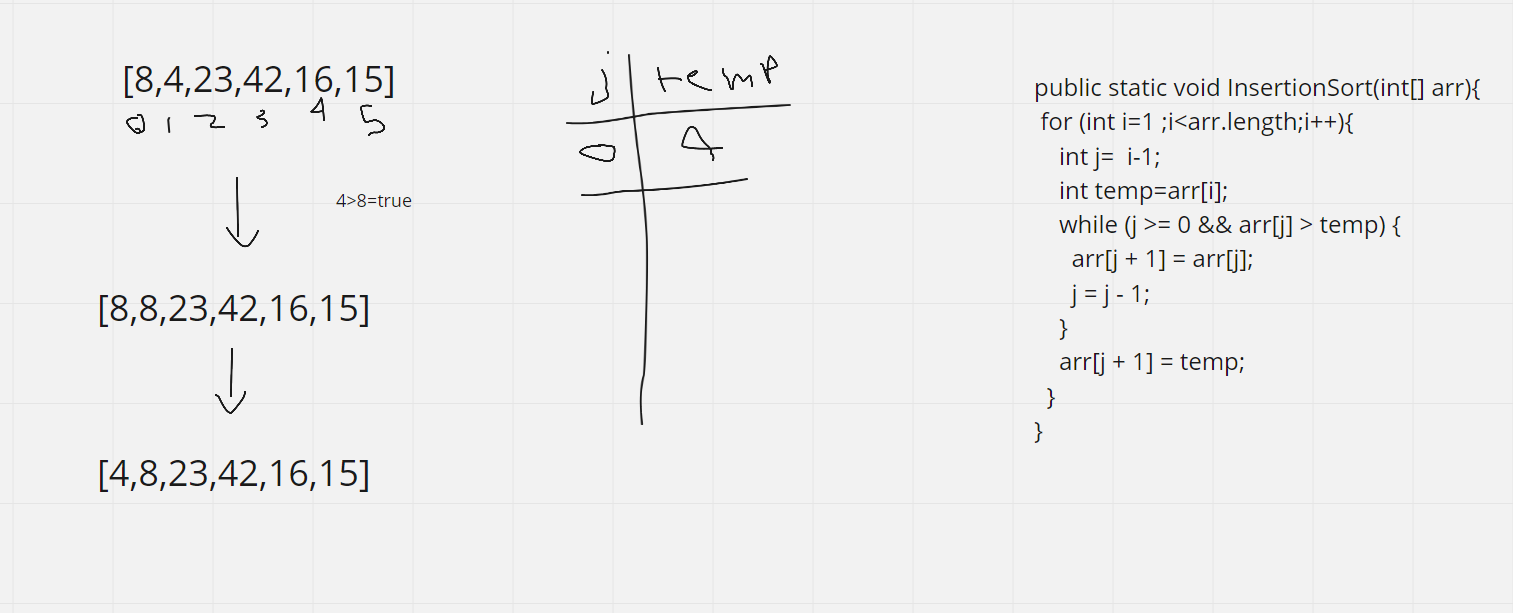 [8,4,23,42,16,15]
0 1 2 3 4 5
4>8=true
[8,8,23,42,16,15]
[4,8,23,42,16,15]
j temp
0 4
public static void InsertionSort(int[] arr){
for (int i=1 ;i<arr.length;i++){
int j= i-1;
int temp=arr[i];
while (j >= 0 && arr[j] > temp) {
arr[j + 1] = arr[j];
j = j - 1;
}
arr[j + 1] = temp;
}
}